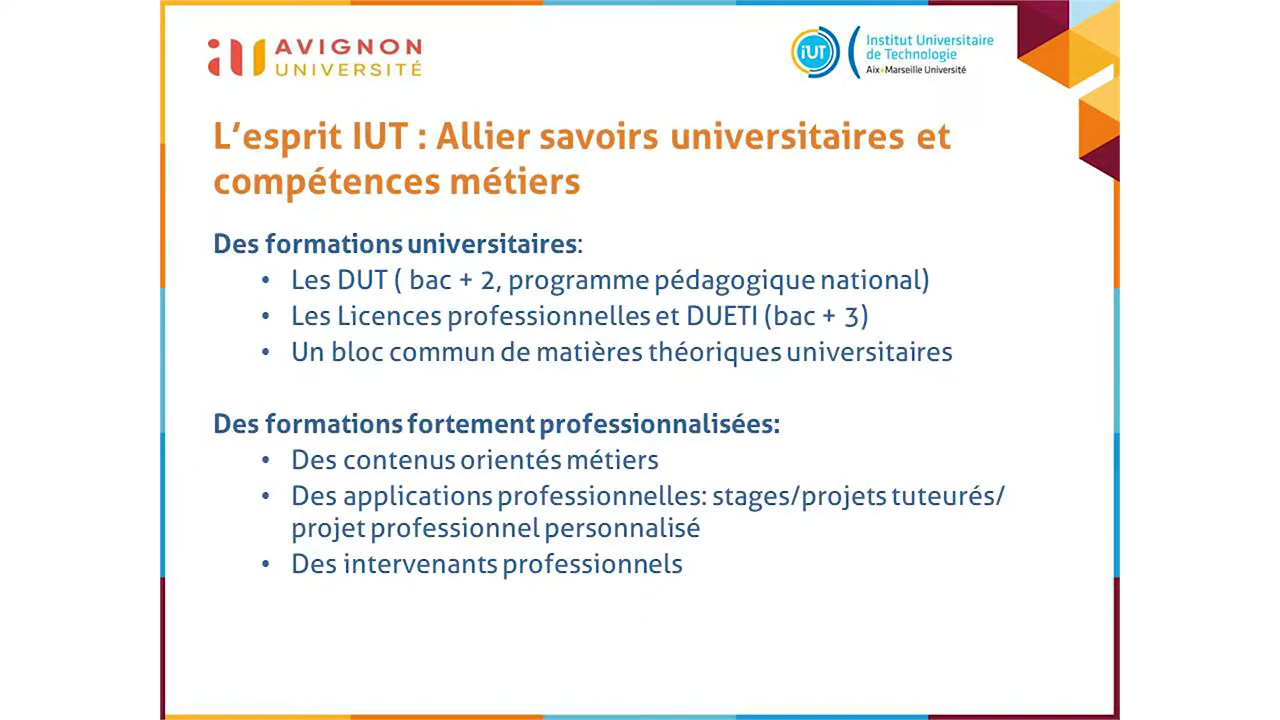 AVIGNON
UNIVERSITÉ
iUT
Institut Universitaire
de Technologie
Aix+Marseille Université
L’esprit IUT : Allier savoirs universitaires et
compétences métiers
Des formations universitaires:
• Les DUT ( bac + 2, programme pédagogique national)
• Les Licences professionnelles et DUETI (bac + 3)
• Un bloc commun de matières théoriques universitaires
Des formations fortement professionnalisées:
• Des contenus orientés métiers
• Des applications professionnelles: stages/projets tuteurés/
projet professionnel personnalisé
• Des intervenants professionnels